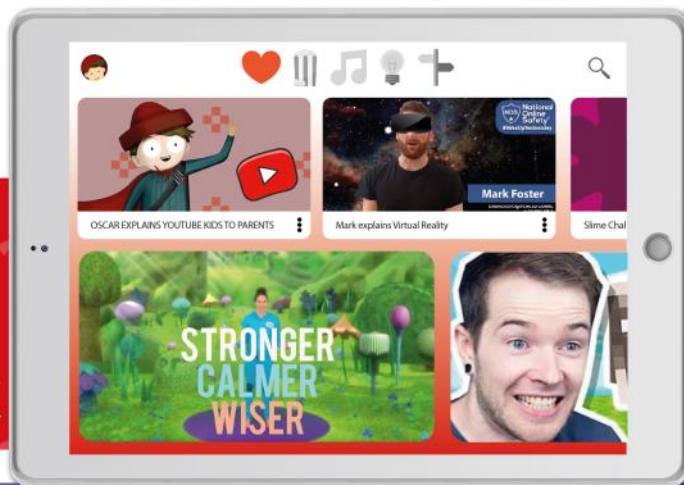 National
Online
Safety
#WakeUpWednesday
Mark Foster
OSCAR EXPLAINS YOUTUBE KIDS TO PARENTS
Mark explains Virtual Reality
Slime Chal
STRONGER
CALMER
WISER